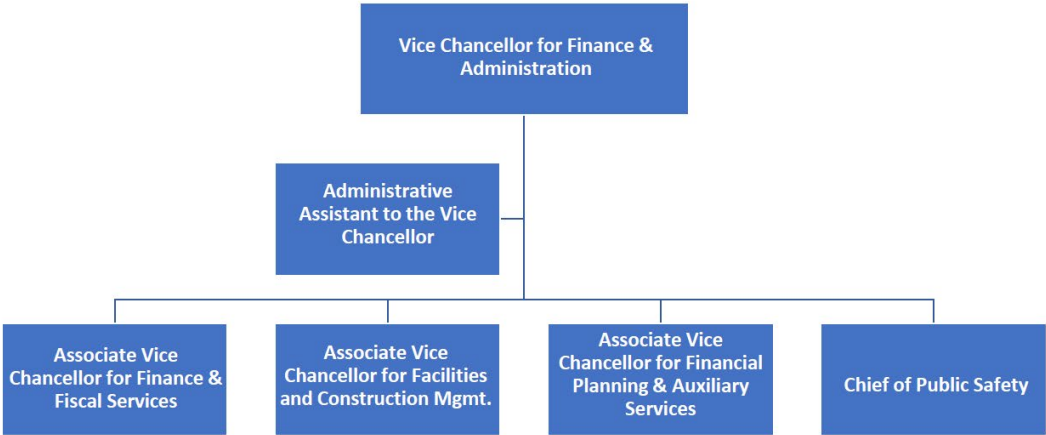 Vice Chancellor for Finance &
Administration
Administrative
Assistant to the Vice
Chancellor
Associate Vice
Chancellor for Finance &
Fiscal Services
Associate Vice
Chancellor for Facilities
and Construction Mgmt.
Associate Vice
Chancellor for Financial
Planning & Auxiliary
Services
Chief of Public Safety